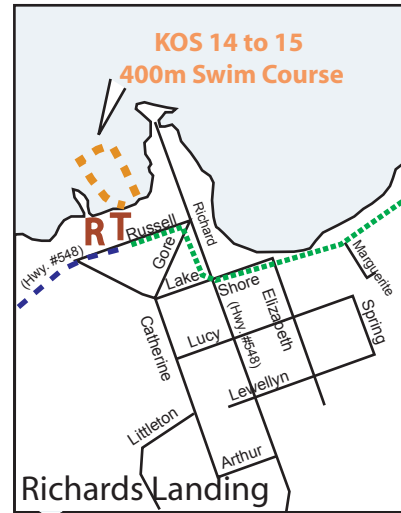 KOS 14 to 15
400m Swim Course
R T
Russell
Richard
(Hwy. #548)
Gore
Lake Shore
Marguerite
(Hwy. #548)
Elizabeth
Spring
Catherine
Lucy
Lewellyn
Littleton
Arthur
Richards Landing